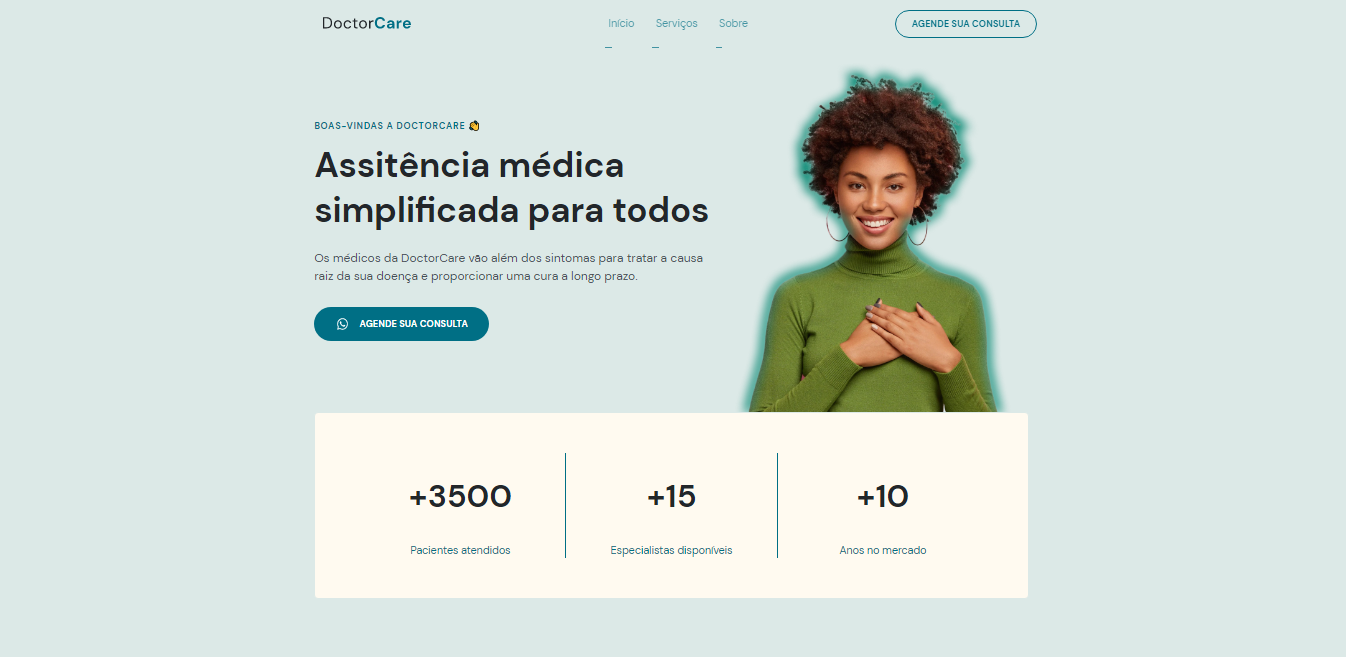 DoctorCare
Início Serviços Sobre
AGENDE SUA CONSULTA
BOAS-VINDAS A DOCTORCARE 👏
Assitência médica
simplificada para todos
Os médicos da DoctorCare vão além dos sintomas para tratar a causa
raiz da sua doença e proporcionar uma cura a longo prazo.
AGENDE SUA CONSULTA
+3500
Pacientes atendidos
+15
Especialistas disponíveis
+10
Anos no mercado